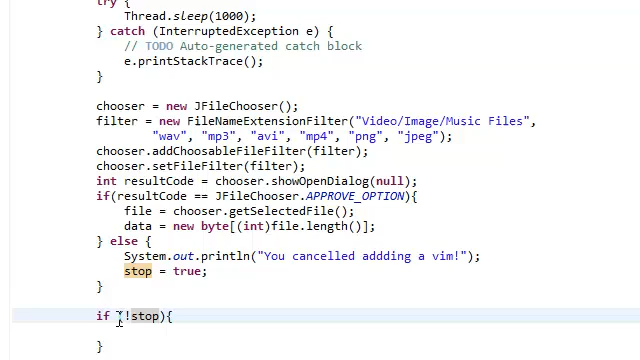 try {
Thread.sleep(1000);
} catch (InterruptedException e) {
// TODO Auto-generated catch block
e.printStackTrace();
}
chooser = new JFileChooser();
filter = new FileNameExtensionFilter("Video/Image/Music Files",
"wav", "mp3", "avi", "mp4", "png", "jpeg");
chooser.addChoosableFileFilter(filter);
chooser.setFileFilter(filter);
int resultCode = chooser.showOpenDialog(null);
if(resultCode == JFileChooser.APPROVE_OPTION){
file = chooser.getSelectedFile();
data = new byte[(int)file.length()];
} else {
System.out.println("You cancelled addding a vim!");
stop = true;
}
if (!stop){
}